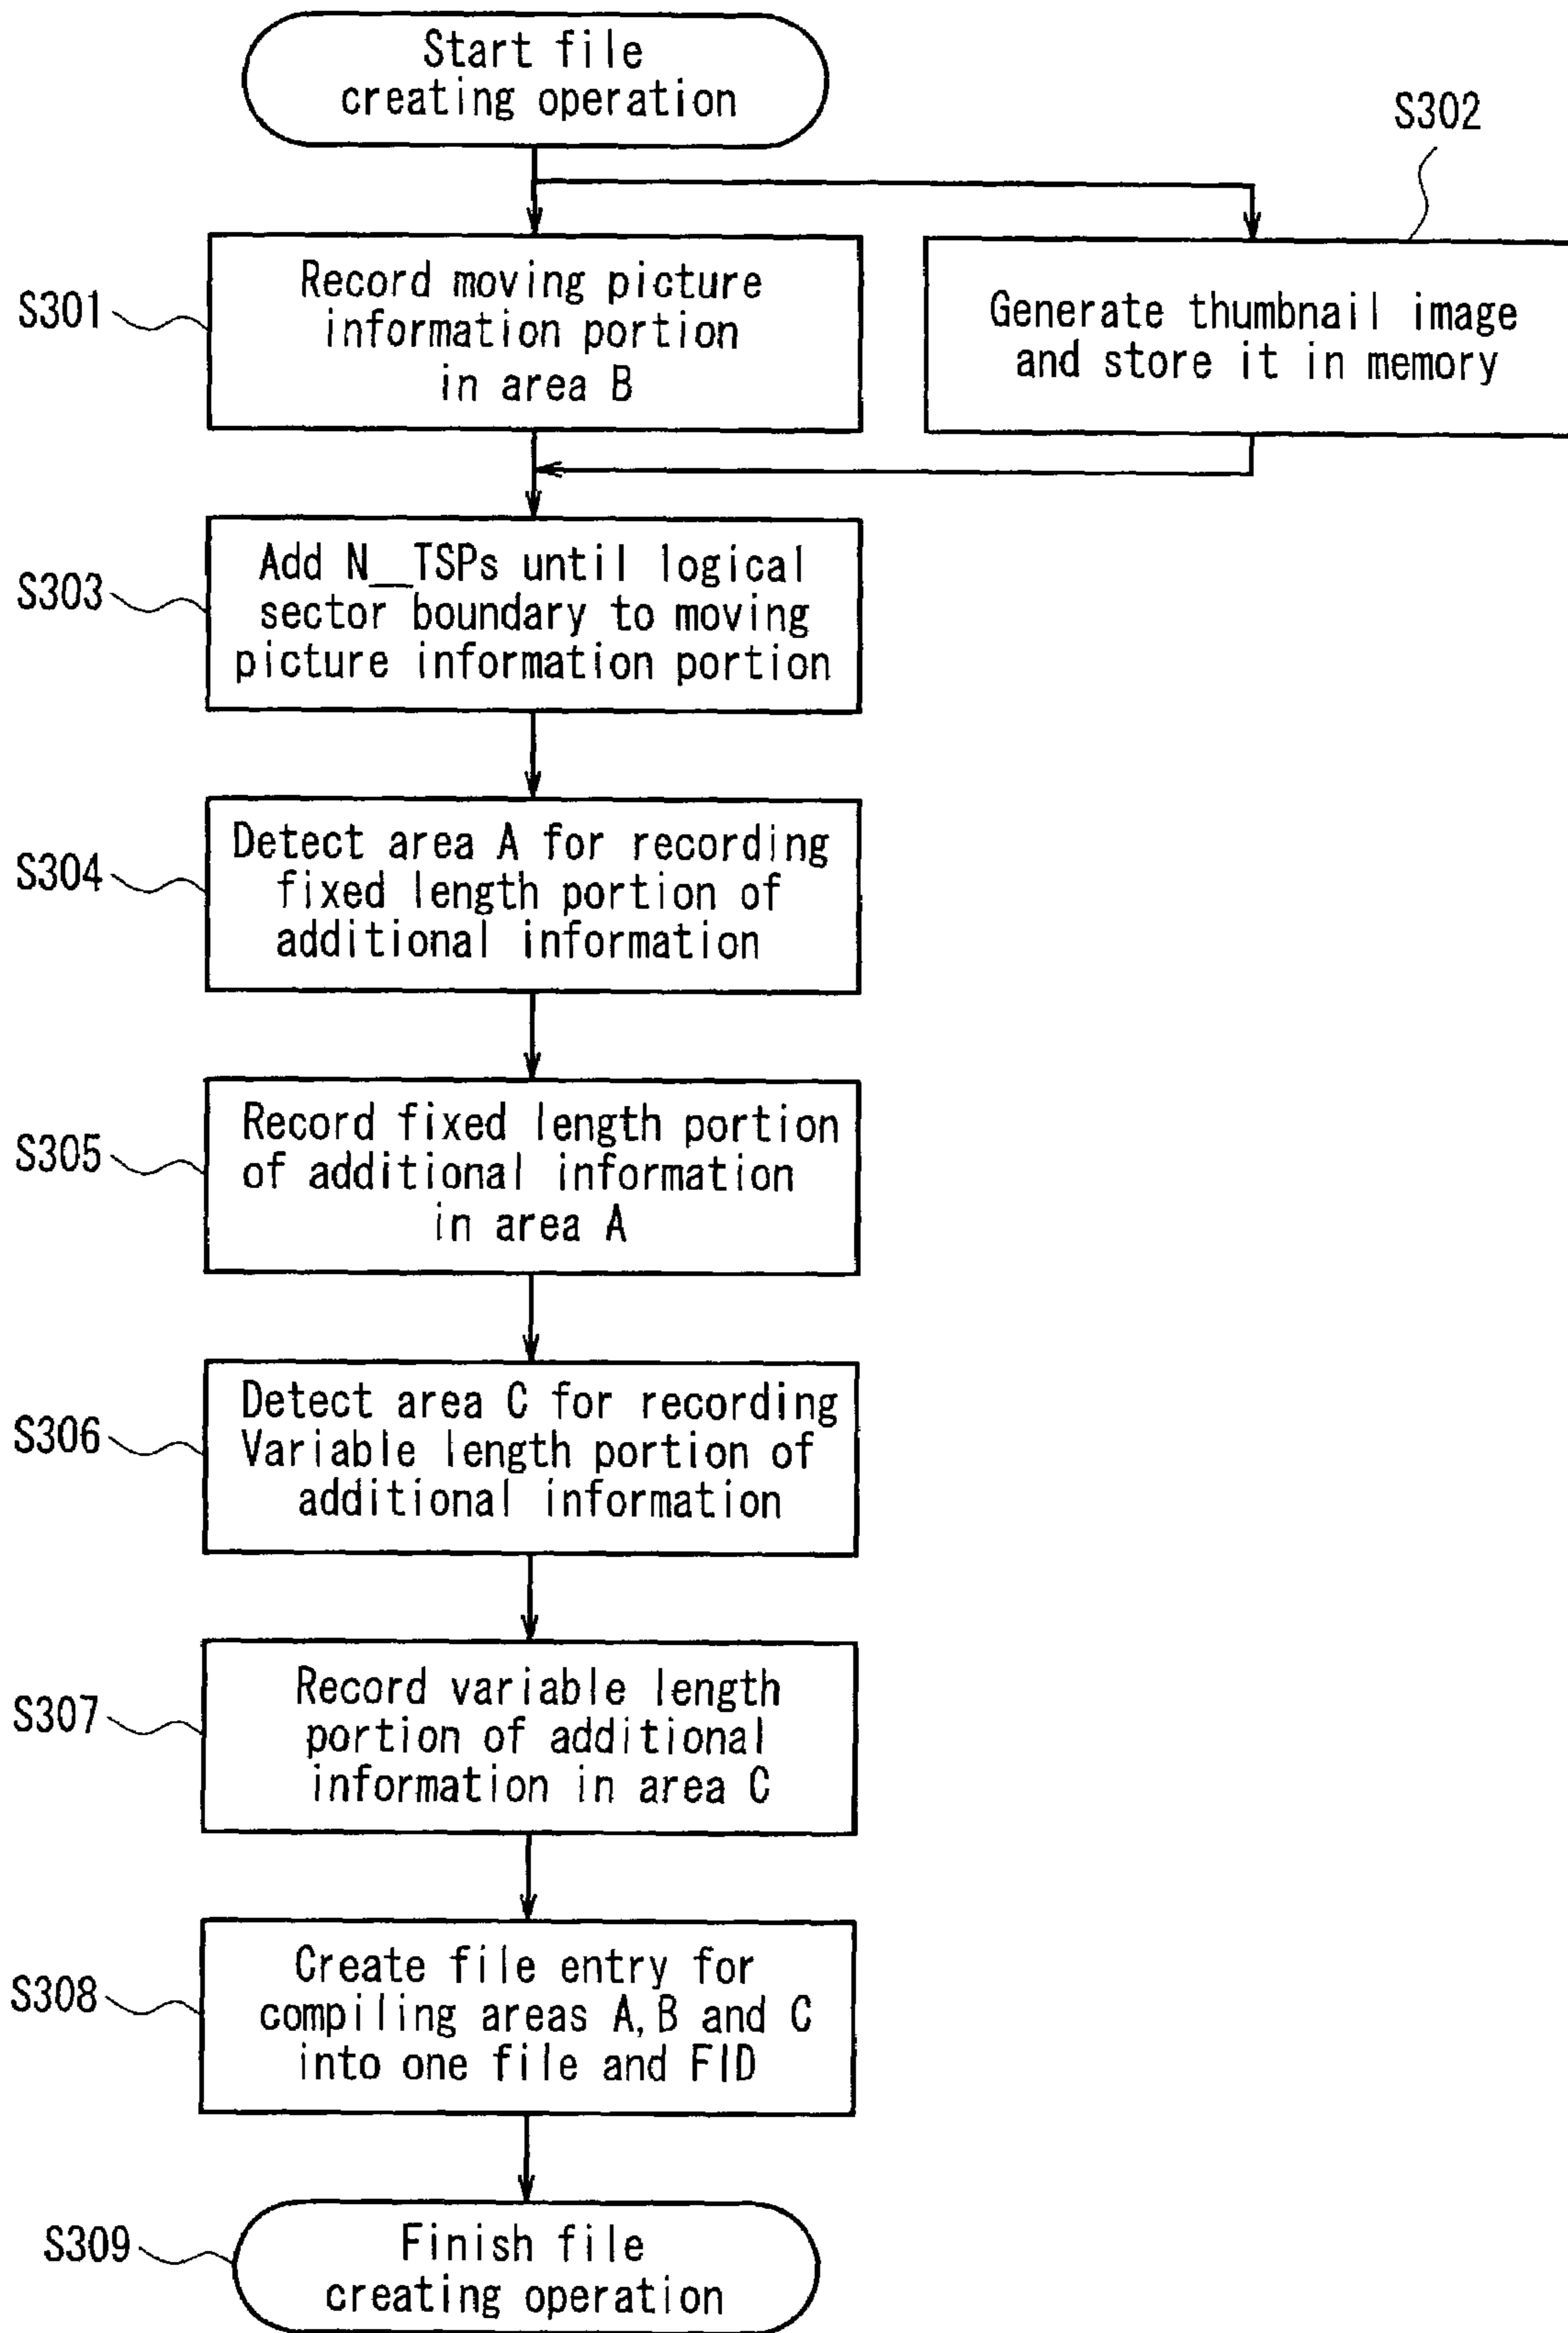 Start file
creating operation
S302
S301
Record moving picture
information portion
in area B
Generate thumbnail image
and store it in memory
S303
Add N__TSPs until logical
sector boundary to moving
picture information portion
S304
Detect area A for recording
fixed length portion of
additional information
S305
Record fixed length portion
of additional information
in area A
S306
Detect area C for recording
Variable length portion of
additional information
S307
Record variable length
portion of additional
information in area C
S308
Create file entry for
compiling areas A, B and C
into one file and FID
S309
Finish file
creating operation